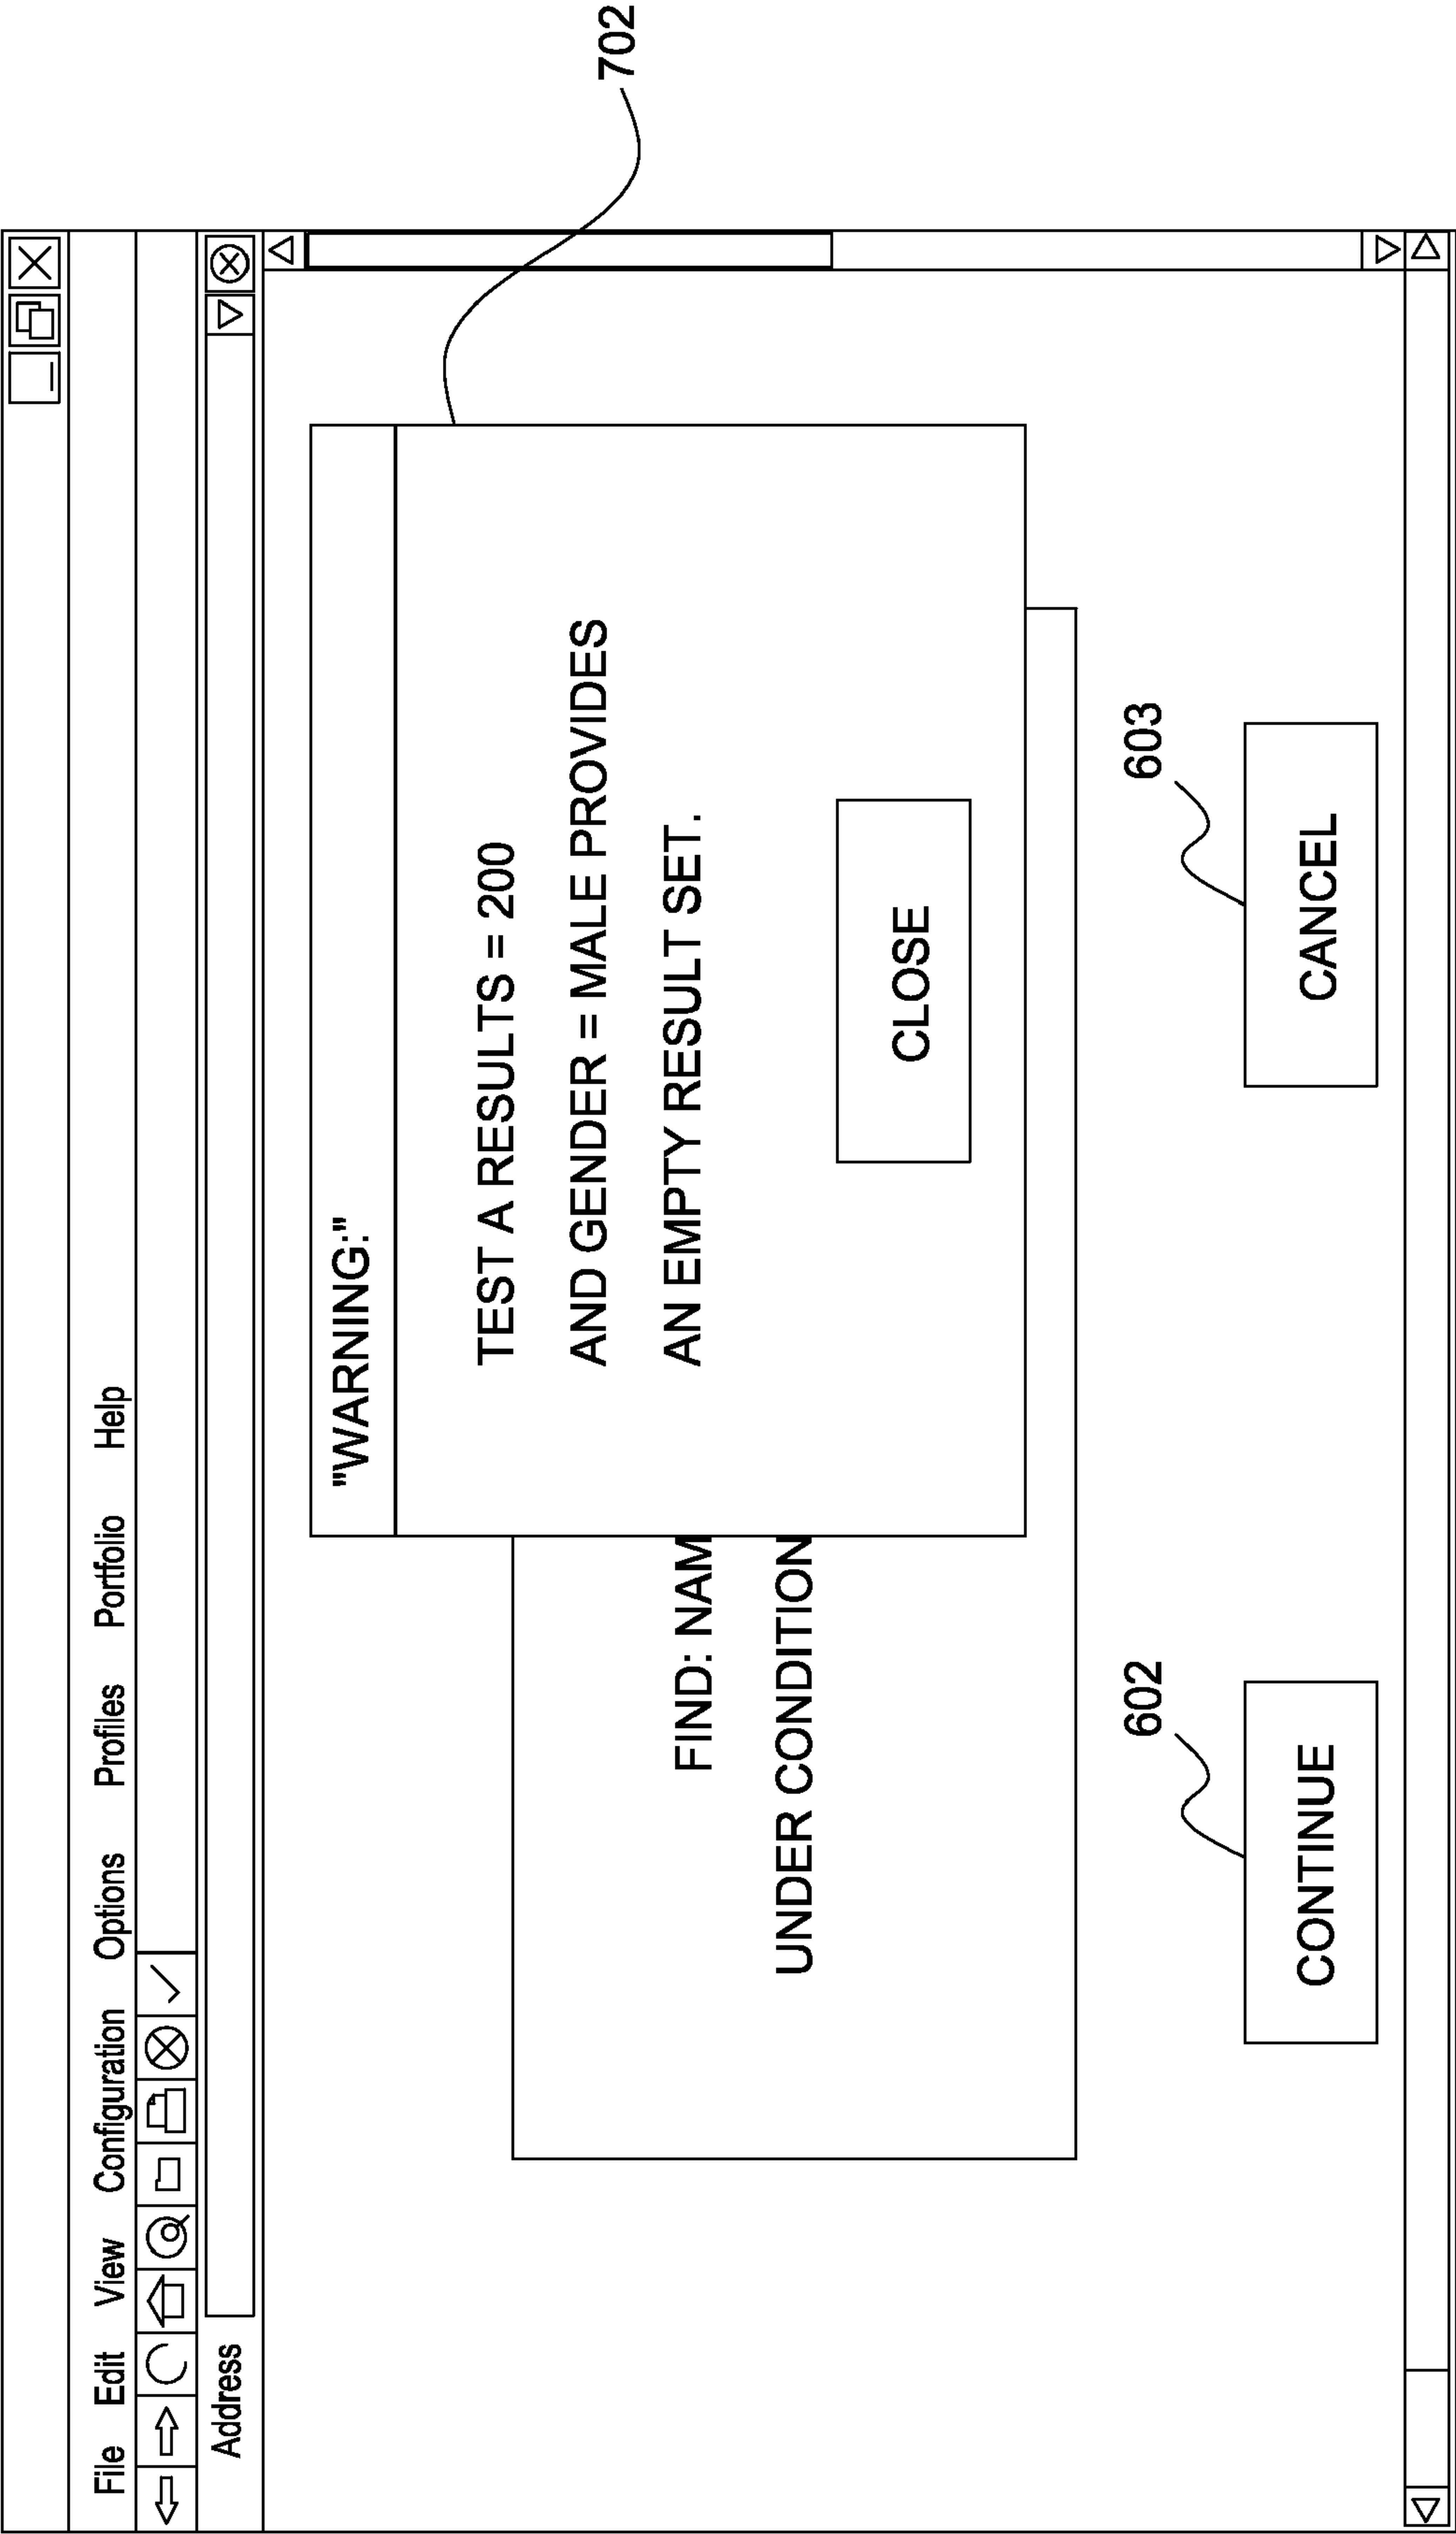 File Edit View Configuration Options Profiles Portfolio Help
Address
"WARNING:"
TEST A RESULTS = 200
AND GENDER = MALE PROVIDES
AN EMPTY RESULT SET.
CLOSE
702
FIND: NAM
UNDER CONDITION
602
CONTINUE
603
CANCEL